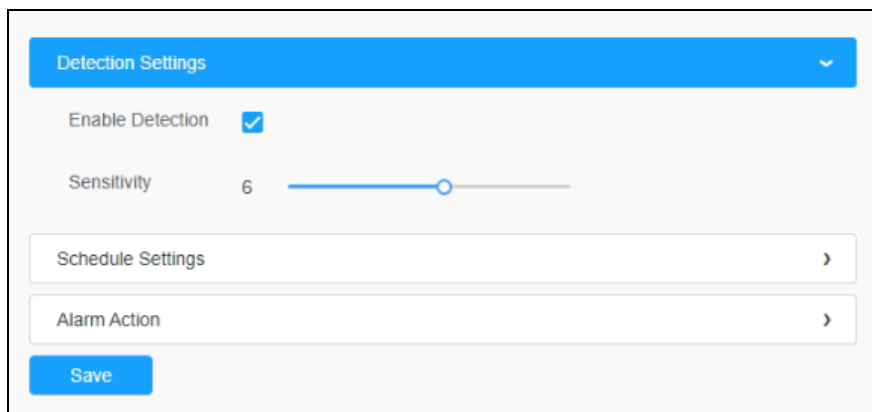 Detection Settings
Enable Detection
Sensitivity 6
Schedule Settings
Alarm Action
Save